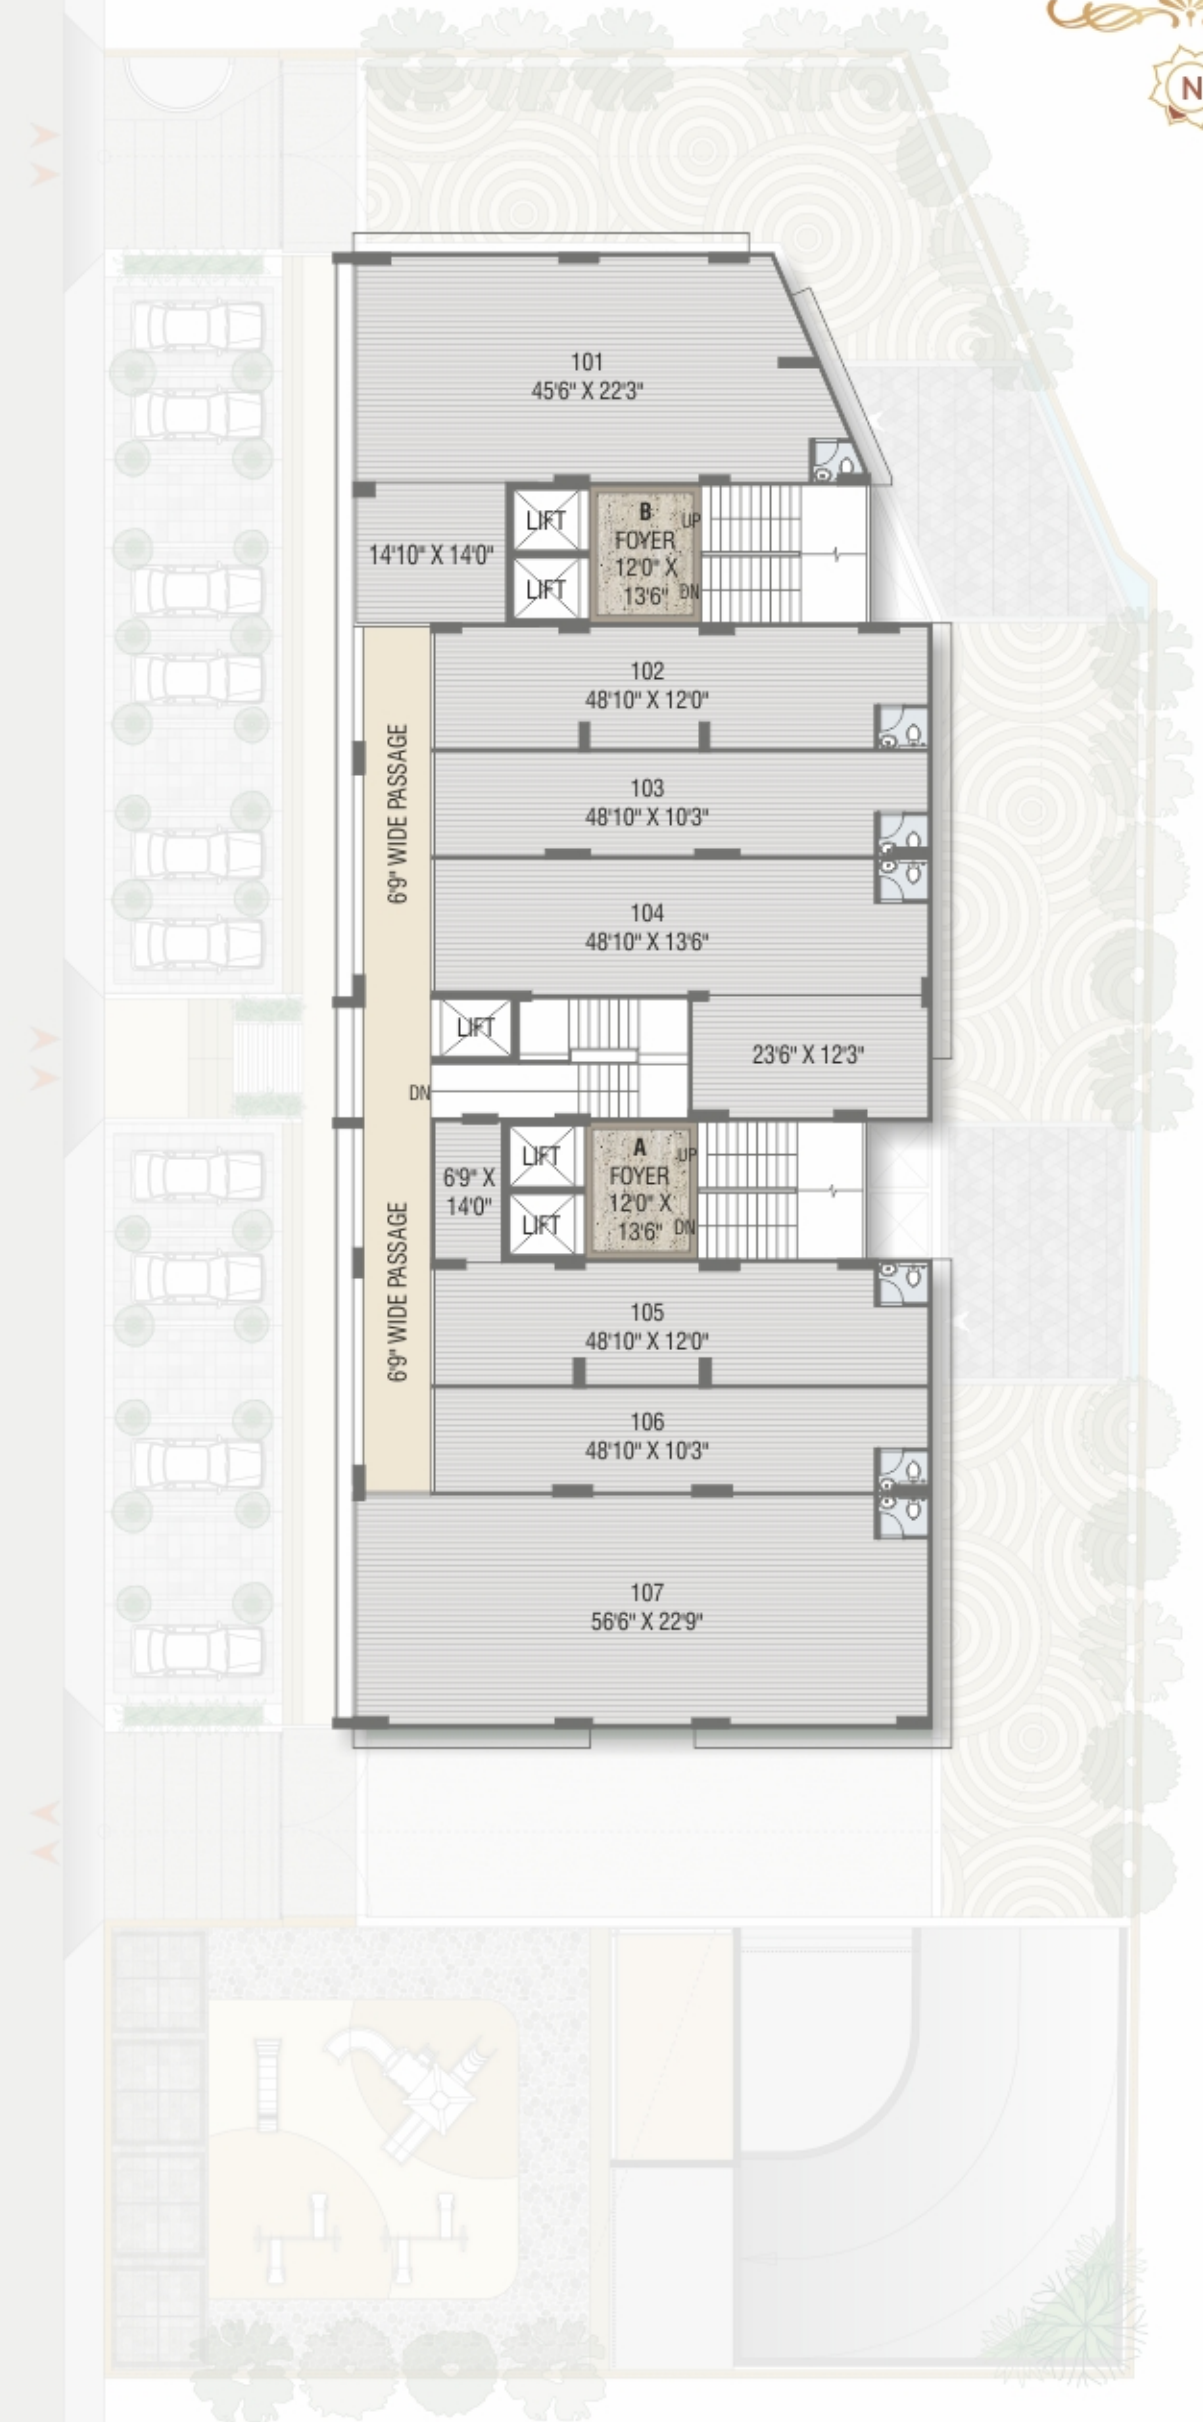 N
101
45'6" X 22'3"
14'10" X 14'0"
LIFT
LIFT
B
FOYER
12'0" X
13'6"
UP
DN
102
48'10" X 12'0"
6'9" WIDE PASSAGE
103
48'10" X 10'3"
104
48'10" X 13'6"
LIFT
23'6" X 12'3"
DN
6'9" X
14'0"
LIFT
LIFT
A
FOYER
12'0" X
13'6"
UP
DN
6'9" WIDE PASSAGE
105
48'10" X 12'0"
106
48'10" X 10'3"
107
56'6" X 22'9"